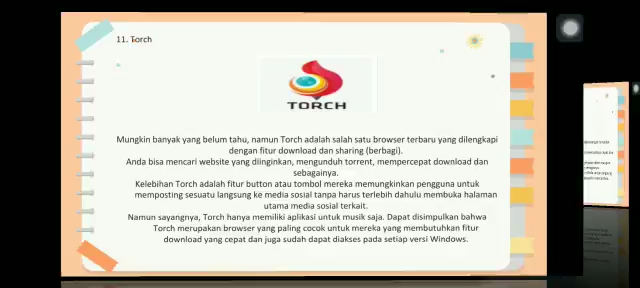 11. Torch
TORCH
Mungkin banyak yang belum tahu, namun Torch adalah salah satu browser terbaru yang dilengkapi
dengan fitur download dan sharing (berbagi).
Anda bisa mencari website yang diinginkan, mengunduh torrent, mempercepat download dan
sebagainya.
Kelebihan Torch adalah fitur button atau tombol mereka memungkinkan pengguna untuk
memposting sesuatu langsung ke media sosial tanpa harus terlebih dahulu membuka halaman
utama media sosial terkait.
Namun sayangnya, Torch hanya memiliki aplikasi untuk musik saja. Dapat disimpulkan bahwa
Torch merupakan browser yang paling cocok untuk mereka yang membutuhkan fitur
download yang cepat dan juga sudah dapat diakses pada setiap versi Windows.